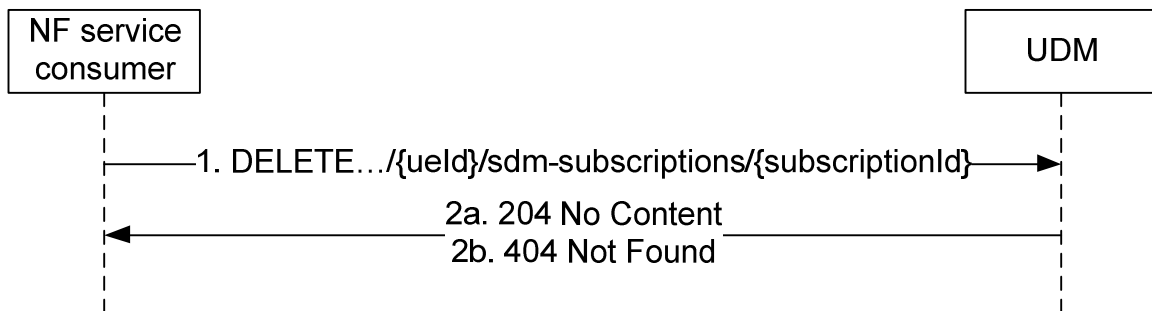 NF service
consumer
UDM
1. DELETE…/{ueId}/sdm-subscriptions/{subscriptionId}
2a. 204 No Content
2b. 404 Not Found